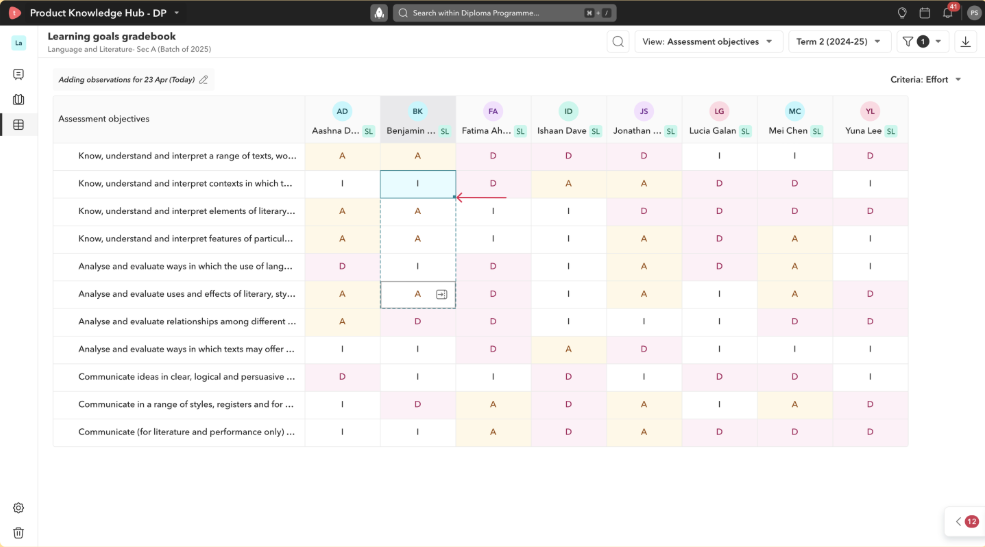 Product Knowledge Hub - DP
Search within Diploma Programme... ⌘ + /
41
PS
La
Learning goals gradebook
Language and Literature- Sec A (Batch of 2025)
View: Assessment objectives
Term 2 (2024-25)
1
Adding observations for 23 Apr (Today)
Criteria: Effort
AD BK FA ID JS LG MC YL
Assessment objectives Aashna D... SL Benjamin ... SL Fatima Ah... SL Ishaan Dave SL Jonathan ... SL Lucia Galan SL Mei Chen SL Yuna Lee SL
Know, understand and interpret a range of texts, wo... A A D D D I I D
Know, understand and interpret contexts in which t... I I D A A D D I
Know, understand and interpret elements of literary... A A I I D D D D
Know, understand and interpret features of particul... A A I I A D A I
Analyse and evaluate ways in which the use of lang... D I D I A D A I
Analyse and evaluate uses and effects of literary, sty... A A D I A I A D
Analyse and evaluate relationships among different ... A D D I I I D D
Analyse and evaluate ways in which texts may offer ... I I D A D I I I
Communicate ideas in clear, logical and persuasive ... D I I D I D D I
Communicate in a range of styles, registers and for ... I D A D A I A D
Communicate (for literature and performance only) ... I I A D A D D D
12